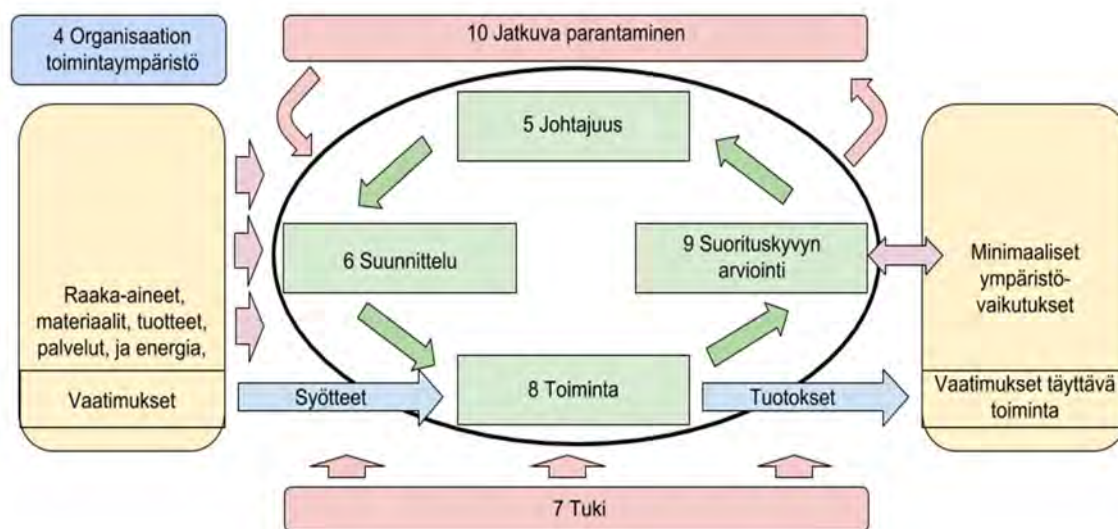 4 Organisaation
toimintaympäristö
10 Jatkuva parantaminen
5 Johtajuus
6 Suunnittelu
9 Suorituskyvyn
arviointi
Raaka-aineet,
materiaalit, tuotteet,
palvelut, ja energia,
Minimaaliset
ympäristö-
vaikutukset
Vaatimukset
Syötteet
8 Toiminta
Tuotokset
Vaatimukset täyttävä
toiminta
7 Tuki